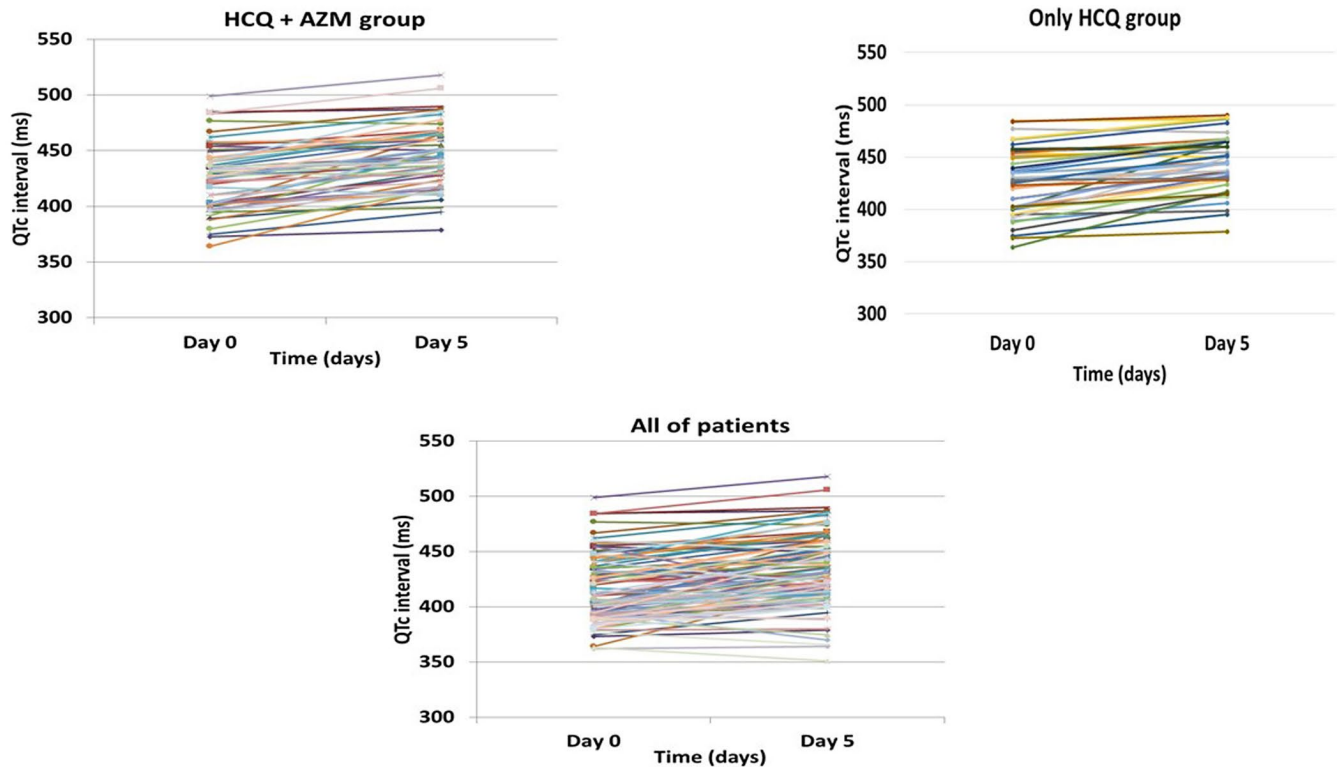 HCQ + AZM group
550
500
450
400
350
300
QTc interval (ms)
Day 0
Day 5
Time (days)
Only HCQ group
550
500
450
400
350
300
QTc interval (ms)
Day 0
Day 5
Time (days)
All of patients
550
500
450
400
350
300
QTc interval (ms)
Day 0
Day 5
Time (days)